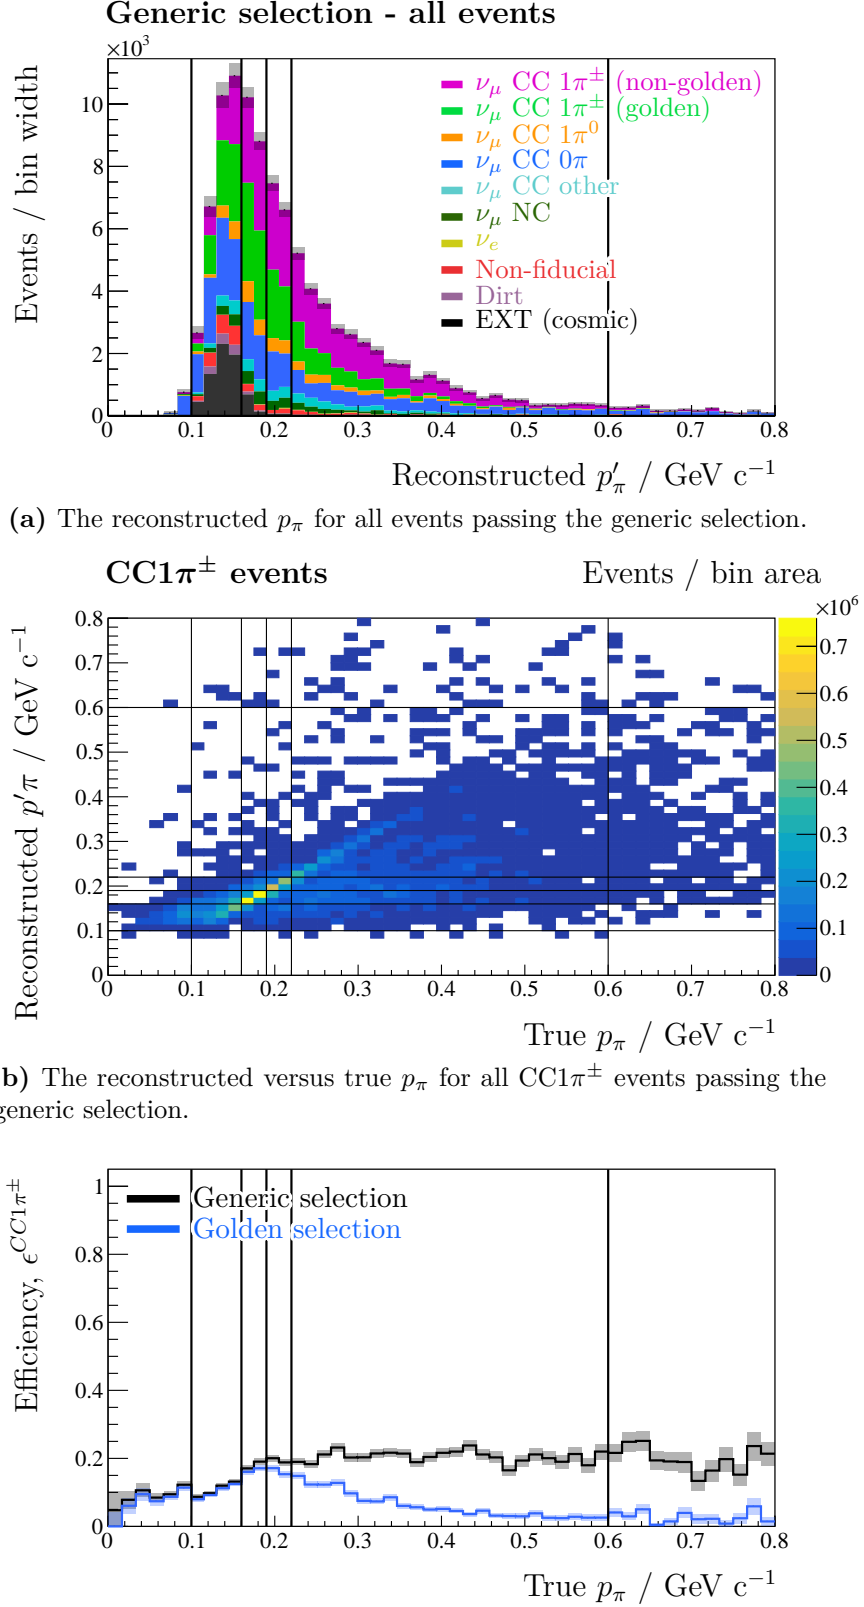 Generic selection - all events
×10³
Events / bin width
10
8
6
4
2
0
νμ CC 1π± (non-golden)
νμ CC 1π± (golden)
νμ CC 1π⁰
νμ CC 0π
νμ CC other
νμ NC
νe
Non-fiducial
Dirt
EXT (cosmic)
0 0.1 0.2 0.3 0.4 0.5 0.6 0.7 0.8
Reconstructed p′π / GeV c⁻¹
(a) The reconstructed pπ for all events passing the generic selection.
CC1π± events
Events / bin area
×10⁶
Reconstructed p′π / GeV c⁻¹
0.8
0.7
0.6
0.5
0.4
0.3
0.2
0.1
0
0.7
0.6
0.5
0.4
0.3
0.2
0.1
0
0 0.1 0.2 0.3 0.4 0.5 0.6 0.7 0.8
True pπ / GeV c⁻¹
b) The reconstructed versus true pπ for all CC1π± events passing the
generic selection.
Efficiency, ϵ^CC1π±
1
0.8
0.6
0.4
0.2
0
Generic selection
Golden selection
0 0.1 0.2 0.3 0.4 0.5 0.6 0.7 0.8
True pπ / GeV c⁻¹